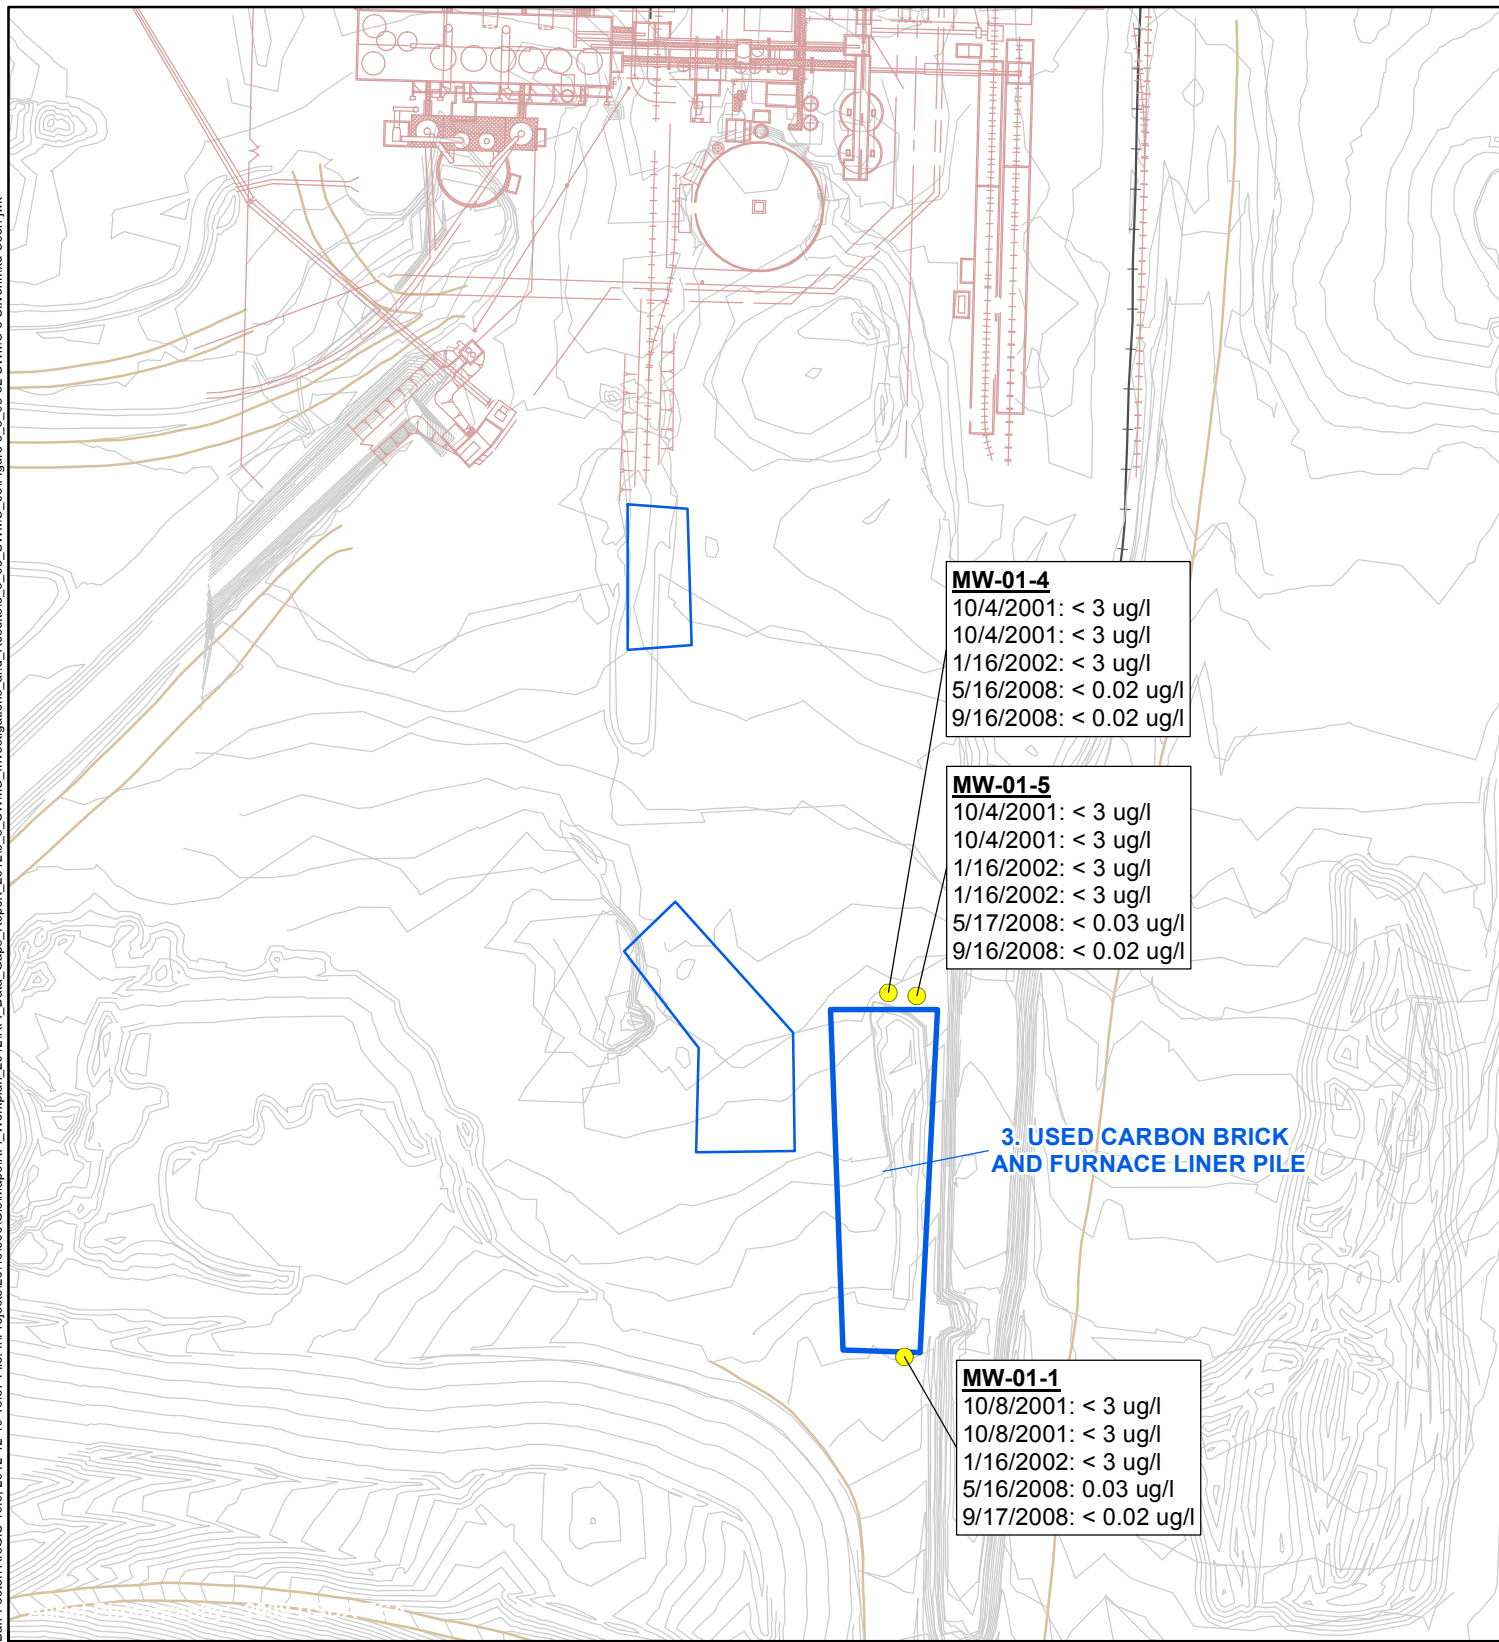 MW-01-4
10/4/2001: < 3 ug/l
10/4/2001: < 3 ug/l
1/16/2002: < 3 ug/l
5/16/2008: < 0.02 ug/l
9/16/2008: < 0.02 ug/l
MW-01-5
10/4/2001: < 3 ug/l
10/4/2001: < 3 ug/l
1/16/2002: < 3 ug/l
1/16/2002: < 3 ug/l
5/17/2008: < 0.03 ug/l
9/16/2008: < 0.02 ug/l
3. USED CARBON BRICK
AND FURNACE LINER PILE
MW-01-1
10/8/2001: < 3 ug/l
10/8/2001: < 3 ug/l
1/16/2002: < 3 ug/l
5/16/2008: 0.03 ug/l
9/17/2008: < 0.02 ug/l